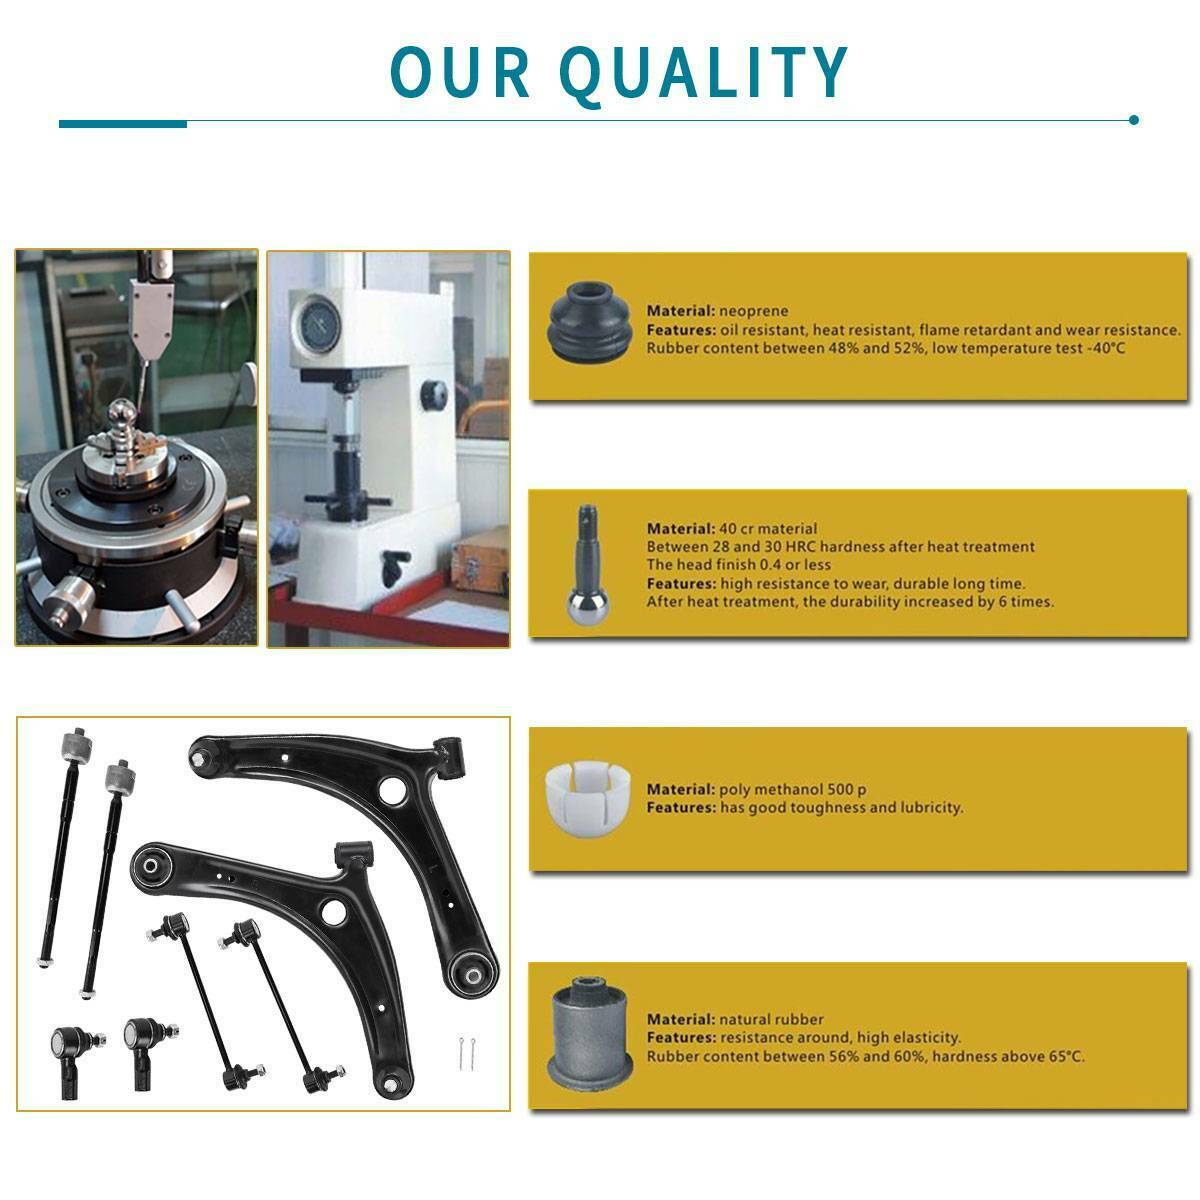 OUR QUALITY
Material: neoprene
Features: oil resistant, heat resistant, flame retardant and wear resistance.
Rubber content between 48% and 52%, low temperature test -40°C
Material: 40 cr material
Between 28 and 30 HRC hardness after heat treatment
The head finish 0.4 or less
Features: high resistance to wear, durable long time.
After heat treatment, the durability increased by 6 times.
Material: poly methanol 500 p
Features: has good toughness and lubricity.
L
Material: natural rubber
Features: resistance around, high elasticity.
Rubber content between 56% and 60%, hardness above 65°C.